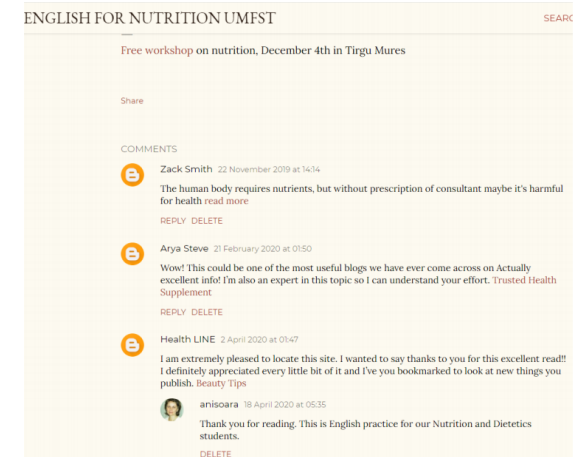 ENGLISH FOR NUTRITION UMFST
Free workshop on nutrition, December 4th in Tirgu Mures
Share
COMMENTS
Zack Smith 22 November 2019 at 14:14
The human body requires nutrients, but without prescription of consultant maybe it's harmful
for health read more
REPLY DELETE
Arya Steve 21 February 2020 at 01:50
Wow! This could be one of the most useful blogs we have ever come across on Actually
excellent info! I'm also an expert in this topic so I can understand your effort. Trusted Health
Supplement
REPLY DELETE
Health LINE 2 April 2020 at 01:47
I am extremely pleased to locate this site. I wanted to say thanks to you for this excellent read!!
I definitely appreciated every little bit of it and I've you bookmarked to look at new things you
publish. Beauty Tips
anisoara 18 April 2020 at 05:35
Thank you for reading. This is English practice for our Nutrition and Dietetics
students.
DELETE